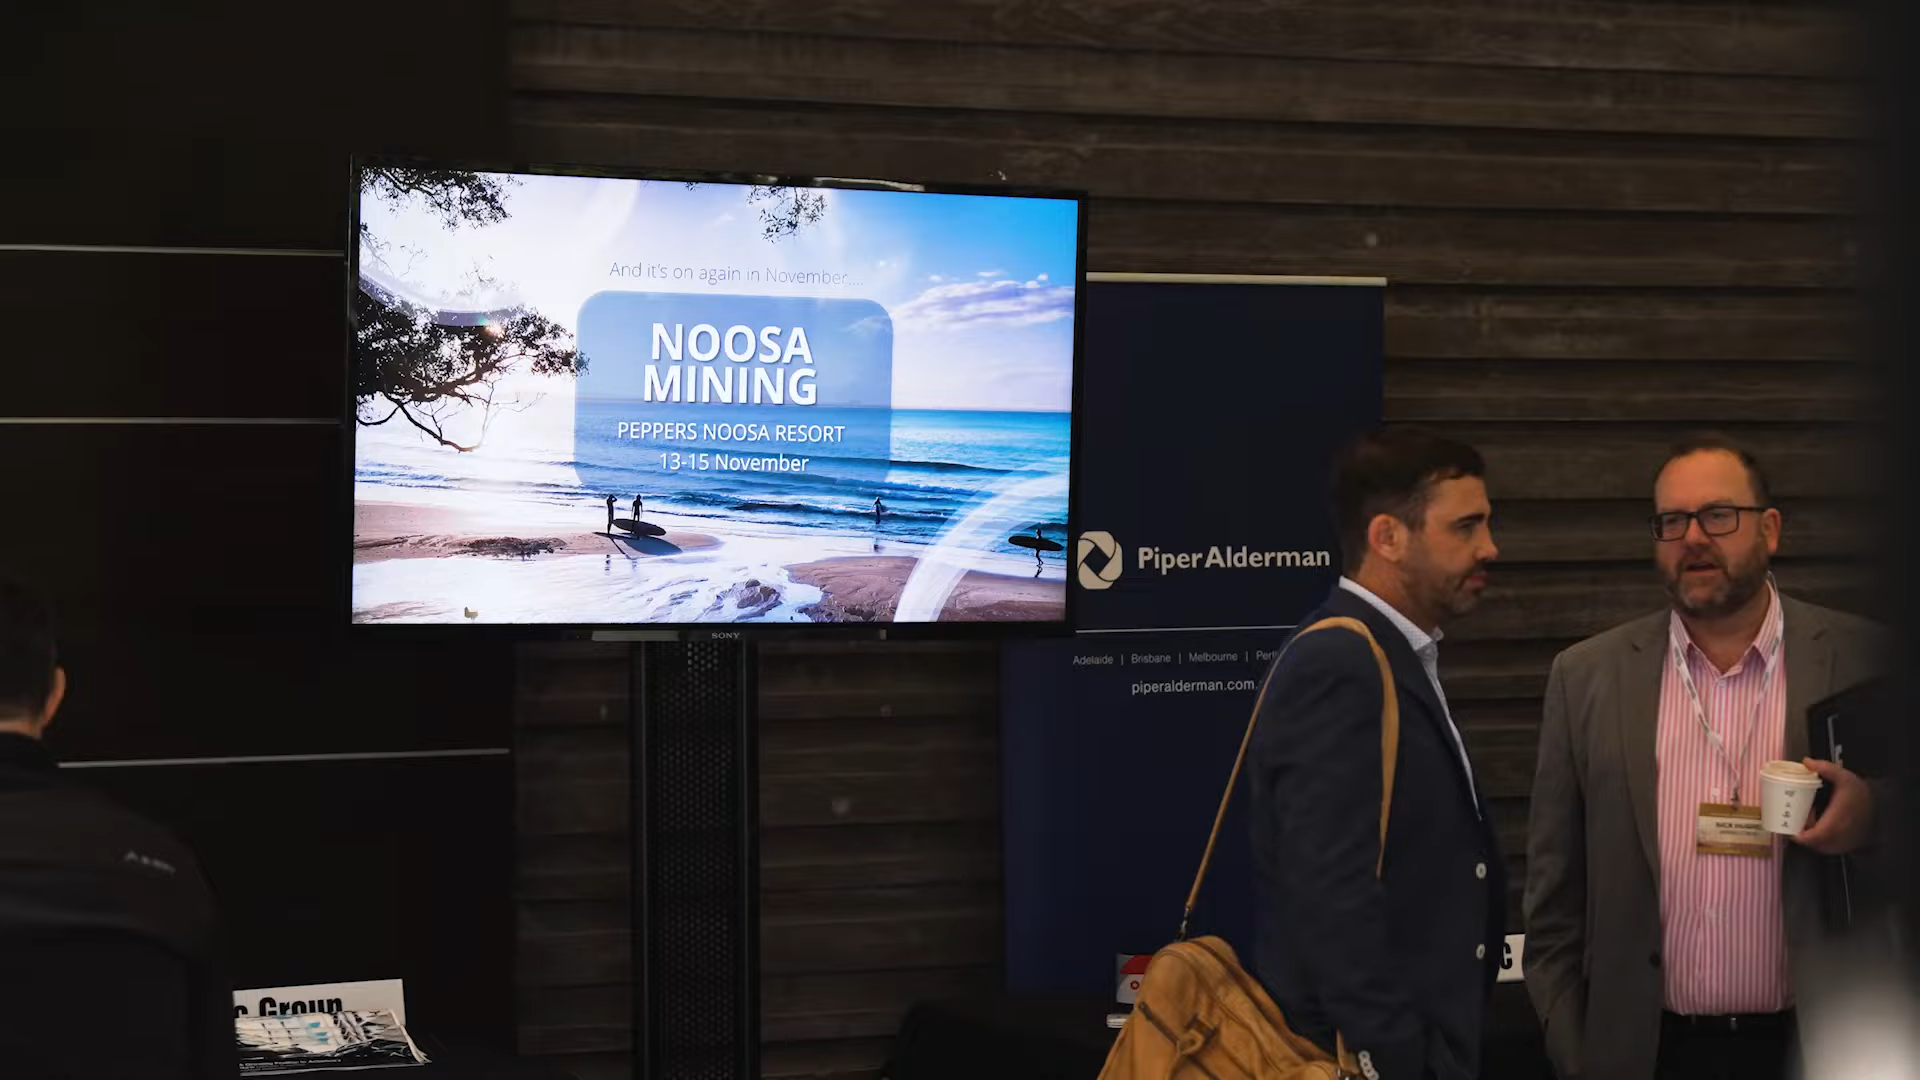 And it's on again in November....
NOOSA
MINING
PEPPERS NOOSA RESORT
13-15 November
SONY
PiperAlderman
Adelaide | Brisbane | Melbourne |
piperalderman.com.
Group